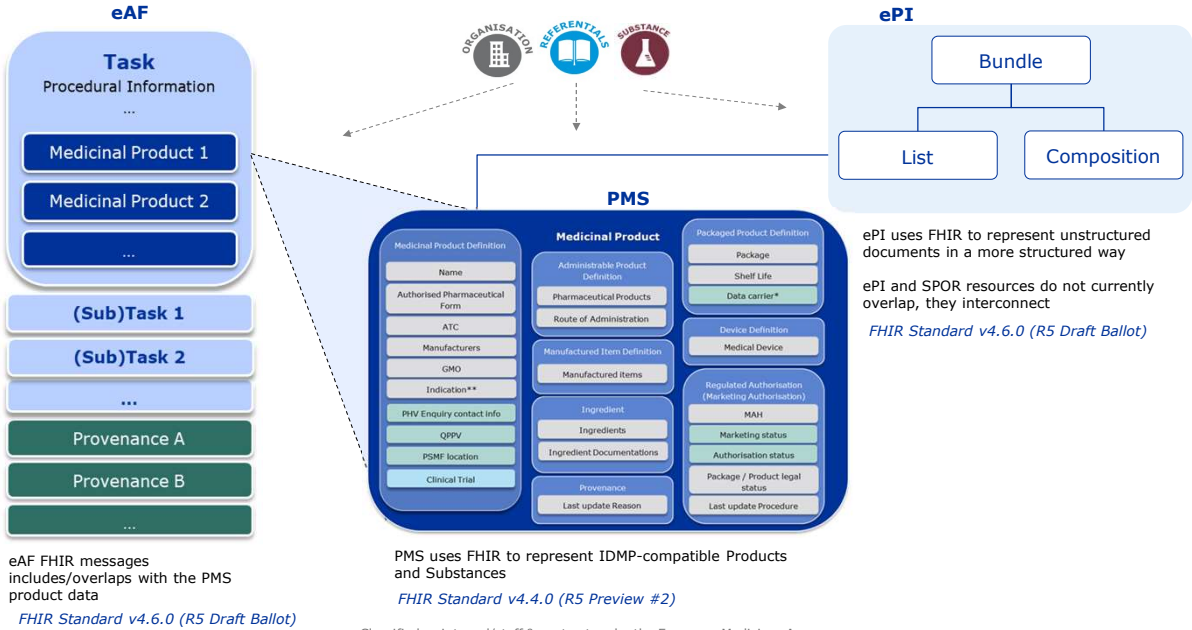 eAF
Task
Procedural Information
...
Medicinal Product 1
Medicinal Product 2
...
(Sub)Task 1
(Sub)Task 2
...
Provenance A
Provenance B
...
eAF FHIR messages
includes/overlaps with the PMS
product data
FHIR Standard v4.6.0 (R5 Draft Ballot)
ORGANISATION
REFERENTIALS
SUBSTANCE
PMS
Medicinal Product Definition
Name
Authorised Pharmaceutical
Form
ATC
Manufacturers
GMO
Indication**
PHV Enquiry contact info
QPPV
PSMF location
Clinical Trial
Medicinal Product
Administrable Product
Definition
Pharmaceutical Products
Route of Administration
Manufactured Item Definition
Manufactured items
Ingredient
Ingredients
Ingredient Documentations
Provenance
Last update Reason
Packaged Product Definition
Package
Shelf Life
Data carrier*
Device Definition
Medical Device
Regulated Authorisation
(Marketing Authorisation)
MAH
Marketing status
Authorisation status
Package / Product legal
status
Last update Procedure
PMS uses FHIR to represent IDMP-compatible Products
and Substances
FHIR Standard v4.4.0 (R5 Preview #2)
ePI
Bundle
List
Composition
ePI uses FHIR to represent unstructured
documents in a more structured way
ePI and SPOR resources do not currently
overlap, they interconnect
FHIR Standard v4.6.0 (R5 Draft Ballot)